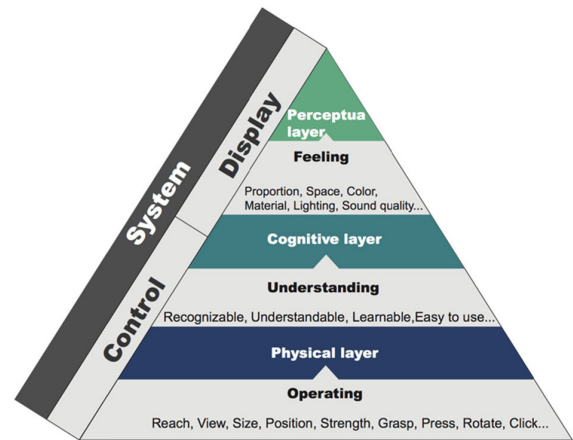 System
Display
Control
Perceptua
layer
Feeling
Proportion, Space, Color,
Material, Lighting, Sound quality...
Cognitive layer
Understanding
Recognizable, Understandable, Learnable,Easy to use...
Physical layer
Operating
Reach, View, Size, Position, Strength, Grasp, Press, Rotate, Click...